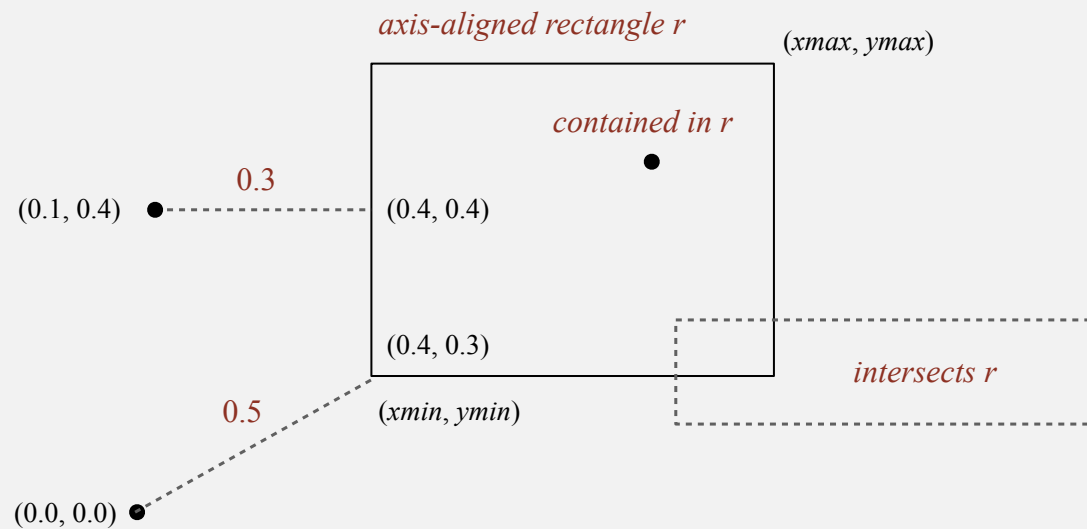 axis-aligned rectangle r
(xmax, ymax)
contained in r
0.3
(0.1, 0.4)
(0.4, 0.4)
(0.4, 0.3)
intersects r
0.5
(xmin, ymin)
(0.0, 0.0)